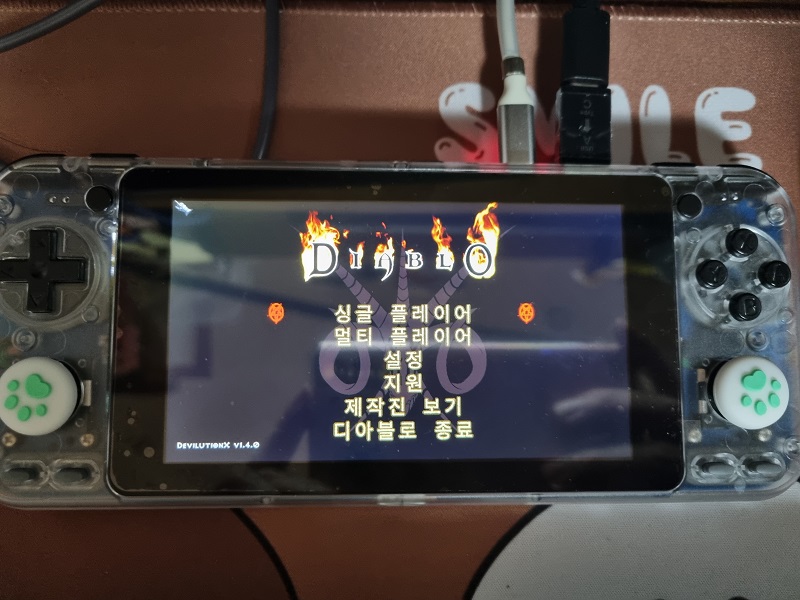 SMILE
DIABLO
싱글 플레이어
멀티 플레이어
설정
지원
제작진 보기
디아블로 종료
DevilutionX v1.4.0